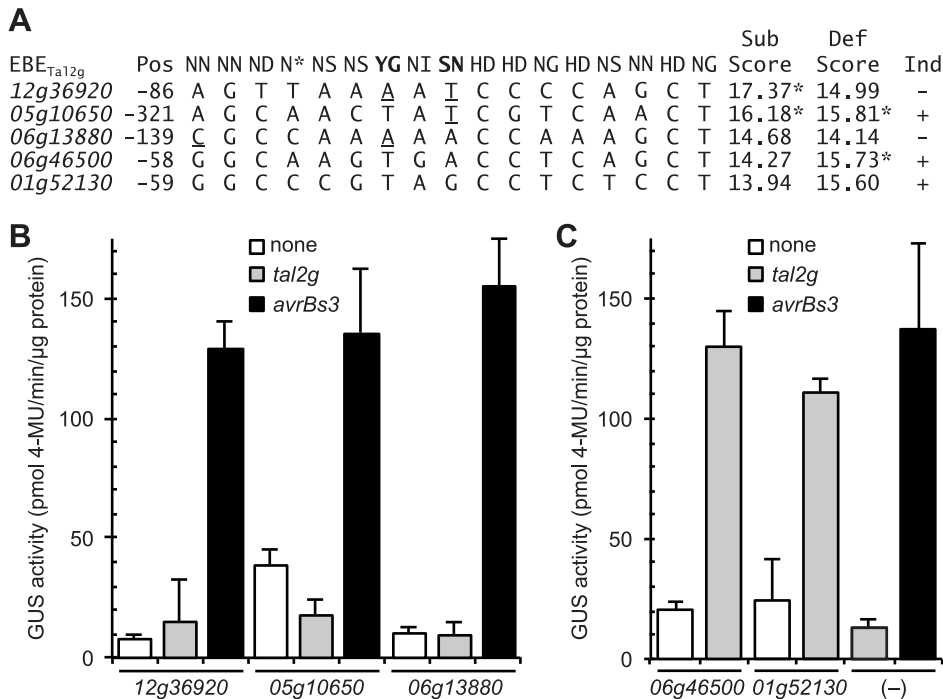 A
Sub Def
EBE_Tal2g Pos NN NN ND N* NS NS YG NI SN HD HD NG HD NS NN HD NG Score Score Ind
12g36920 −86 A G T T A A A A T C C C C A G C T 17.37* 14.99 −
05g10650 −321 A G C A A C T A T C G T C A A C T 16.18* 15.81* +
06g13880 −139 C G C C A A A A A C C A A A G C T 14.68 14.14 −
06g46500 −58 G G C A A G T G A C C T C A G C T 14.27 15.73* +
01g52130 −59 G G C C C G T A G C C T C T C C T 13.94 15.60 +
B
none
tal2g
avrBs3
150
100
50
0
GUS activity (pmol 4-MU/min/µg protein)
12g36920 05g10650 06g13880
C
none
tal2g
avrBs3
150
100
50
0
GUS activity (pmol 4-MU/min/µg protein)
06g46500 01g52130 (–)